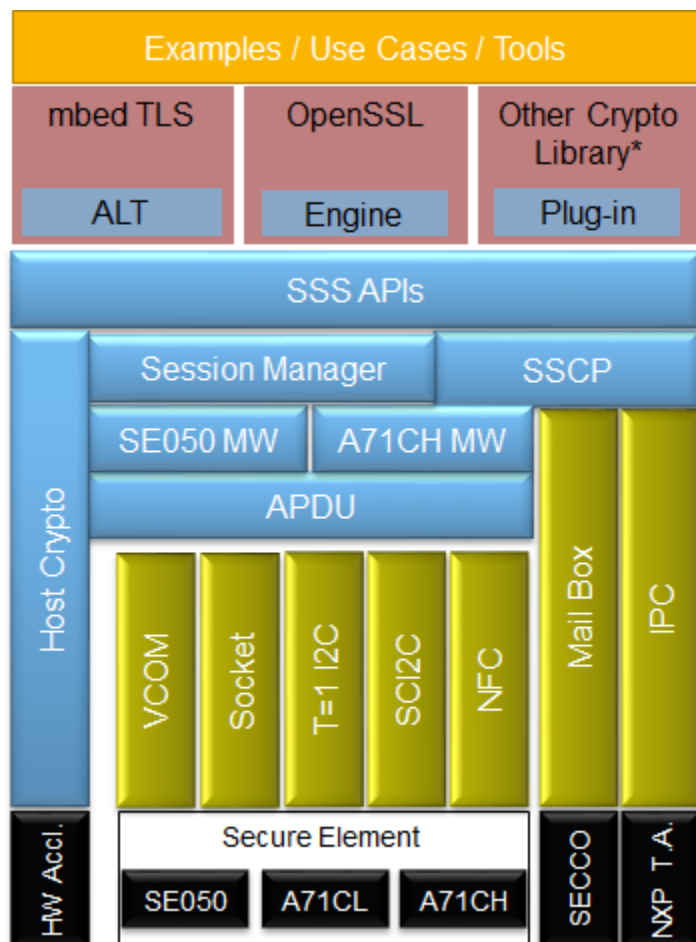 Examples / Use Cases / Tools
mbed TLS
ALT
OpenSSL
Engine
Other Crypto
Library*
Plug-in
SSS APIs
Host Crypto
Session Manager
SSCP
SE050 MW
A71CH MW
APDU
VCOM
Socket
T=1 I2C
SCI2C
NFC
Mail Box
IPC
HW Accl.
Secure Element
SE050
A71CL
A71CH
SECCO
NXP T.A.